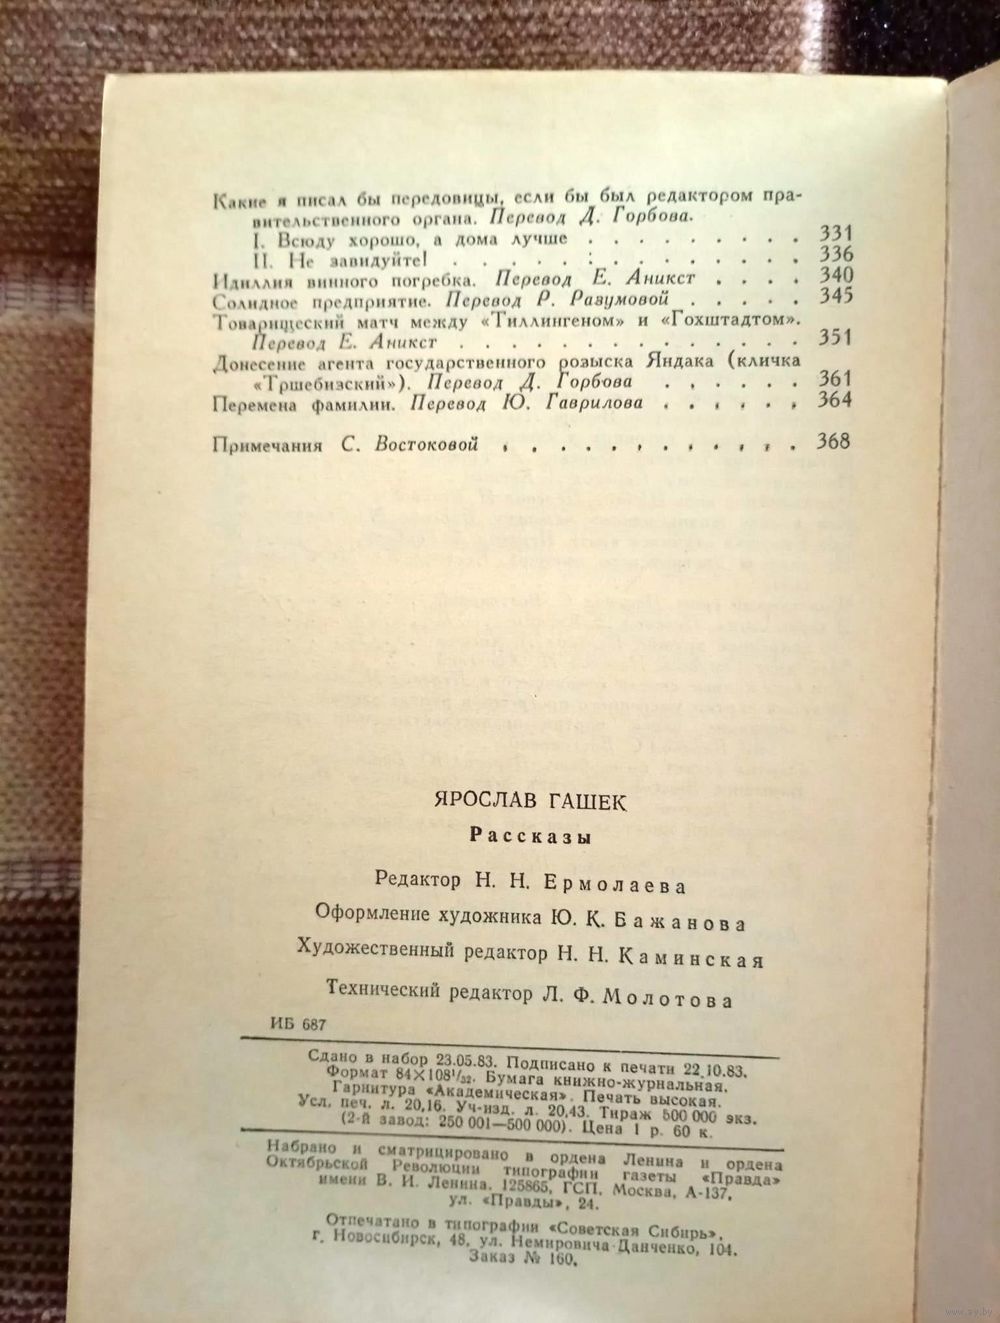 Какие я писал бы передовицы, если бы был редактором пра-
вительственного органа. Перевод Д. Горбова.
I. Всюду хорошо, а дома лучше . . . . . . . . . 331
II. Не завидуйте! . . . . . : . . . . . . . . 336
Идиллия винного погребка. Перевод Е. Аникст . . . . 340
Солидное предприятие. Перевод Р. Разумовой . . . . . 345
Товарищеский матч между «Тиллингеном» и «Гохштадтом».
Перевод Е. Аникст . . . . . . . . . . . . . 351
Донесение агента государственного розыска Яндака (кличка
«Тршебизский»). Перевод Д. Горбова . . . . . . 361
Перемена фамилии. Перевод Ю. Гаврилова . . . . . . 364
Примечания С. Востоковой . . . . . . . . . . . . 368
ЯРОСЛАВ ГАШЕК
Рассказы
Редактор Н. Н. Ермолаева
Оформление художника Ю. К. Бажанова
Художественный редактор Н. Н. Каминская
Технический редактор Л. Ф. Молотова
ИБ 687
Сдано в набор 23.05.83. Подписано к печати 22.10.83.
Формат 84×108¹/₃₂. Бумага книжно-журнальная.
Гарнитура «Академическая». Печать высокая.
Усл. печ. л. 20,16. Уч-изд. л. 20,43. Тираж 500 000 экз.
(2-й завод: 250 001—500 000). Цена 1 р. 60 к.
Набрано и сматрицировано в ордена Ленина и ордена
Октябрьской Революции типографии газеты «Правда»
имени В. И. Ленина. 125865, ГСП, Москва, А-137,
ул. «Правды», 24.
Отпечатано в типографии «Советская Сибирь»,
г. Новосибирск, 48, ул. Немировича-Данченко, 104.
Заказ № 160.
www.ay.by